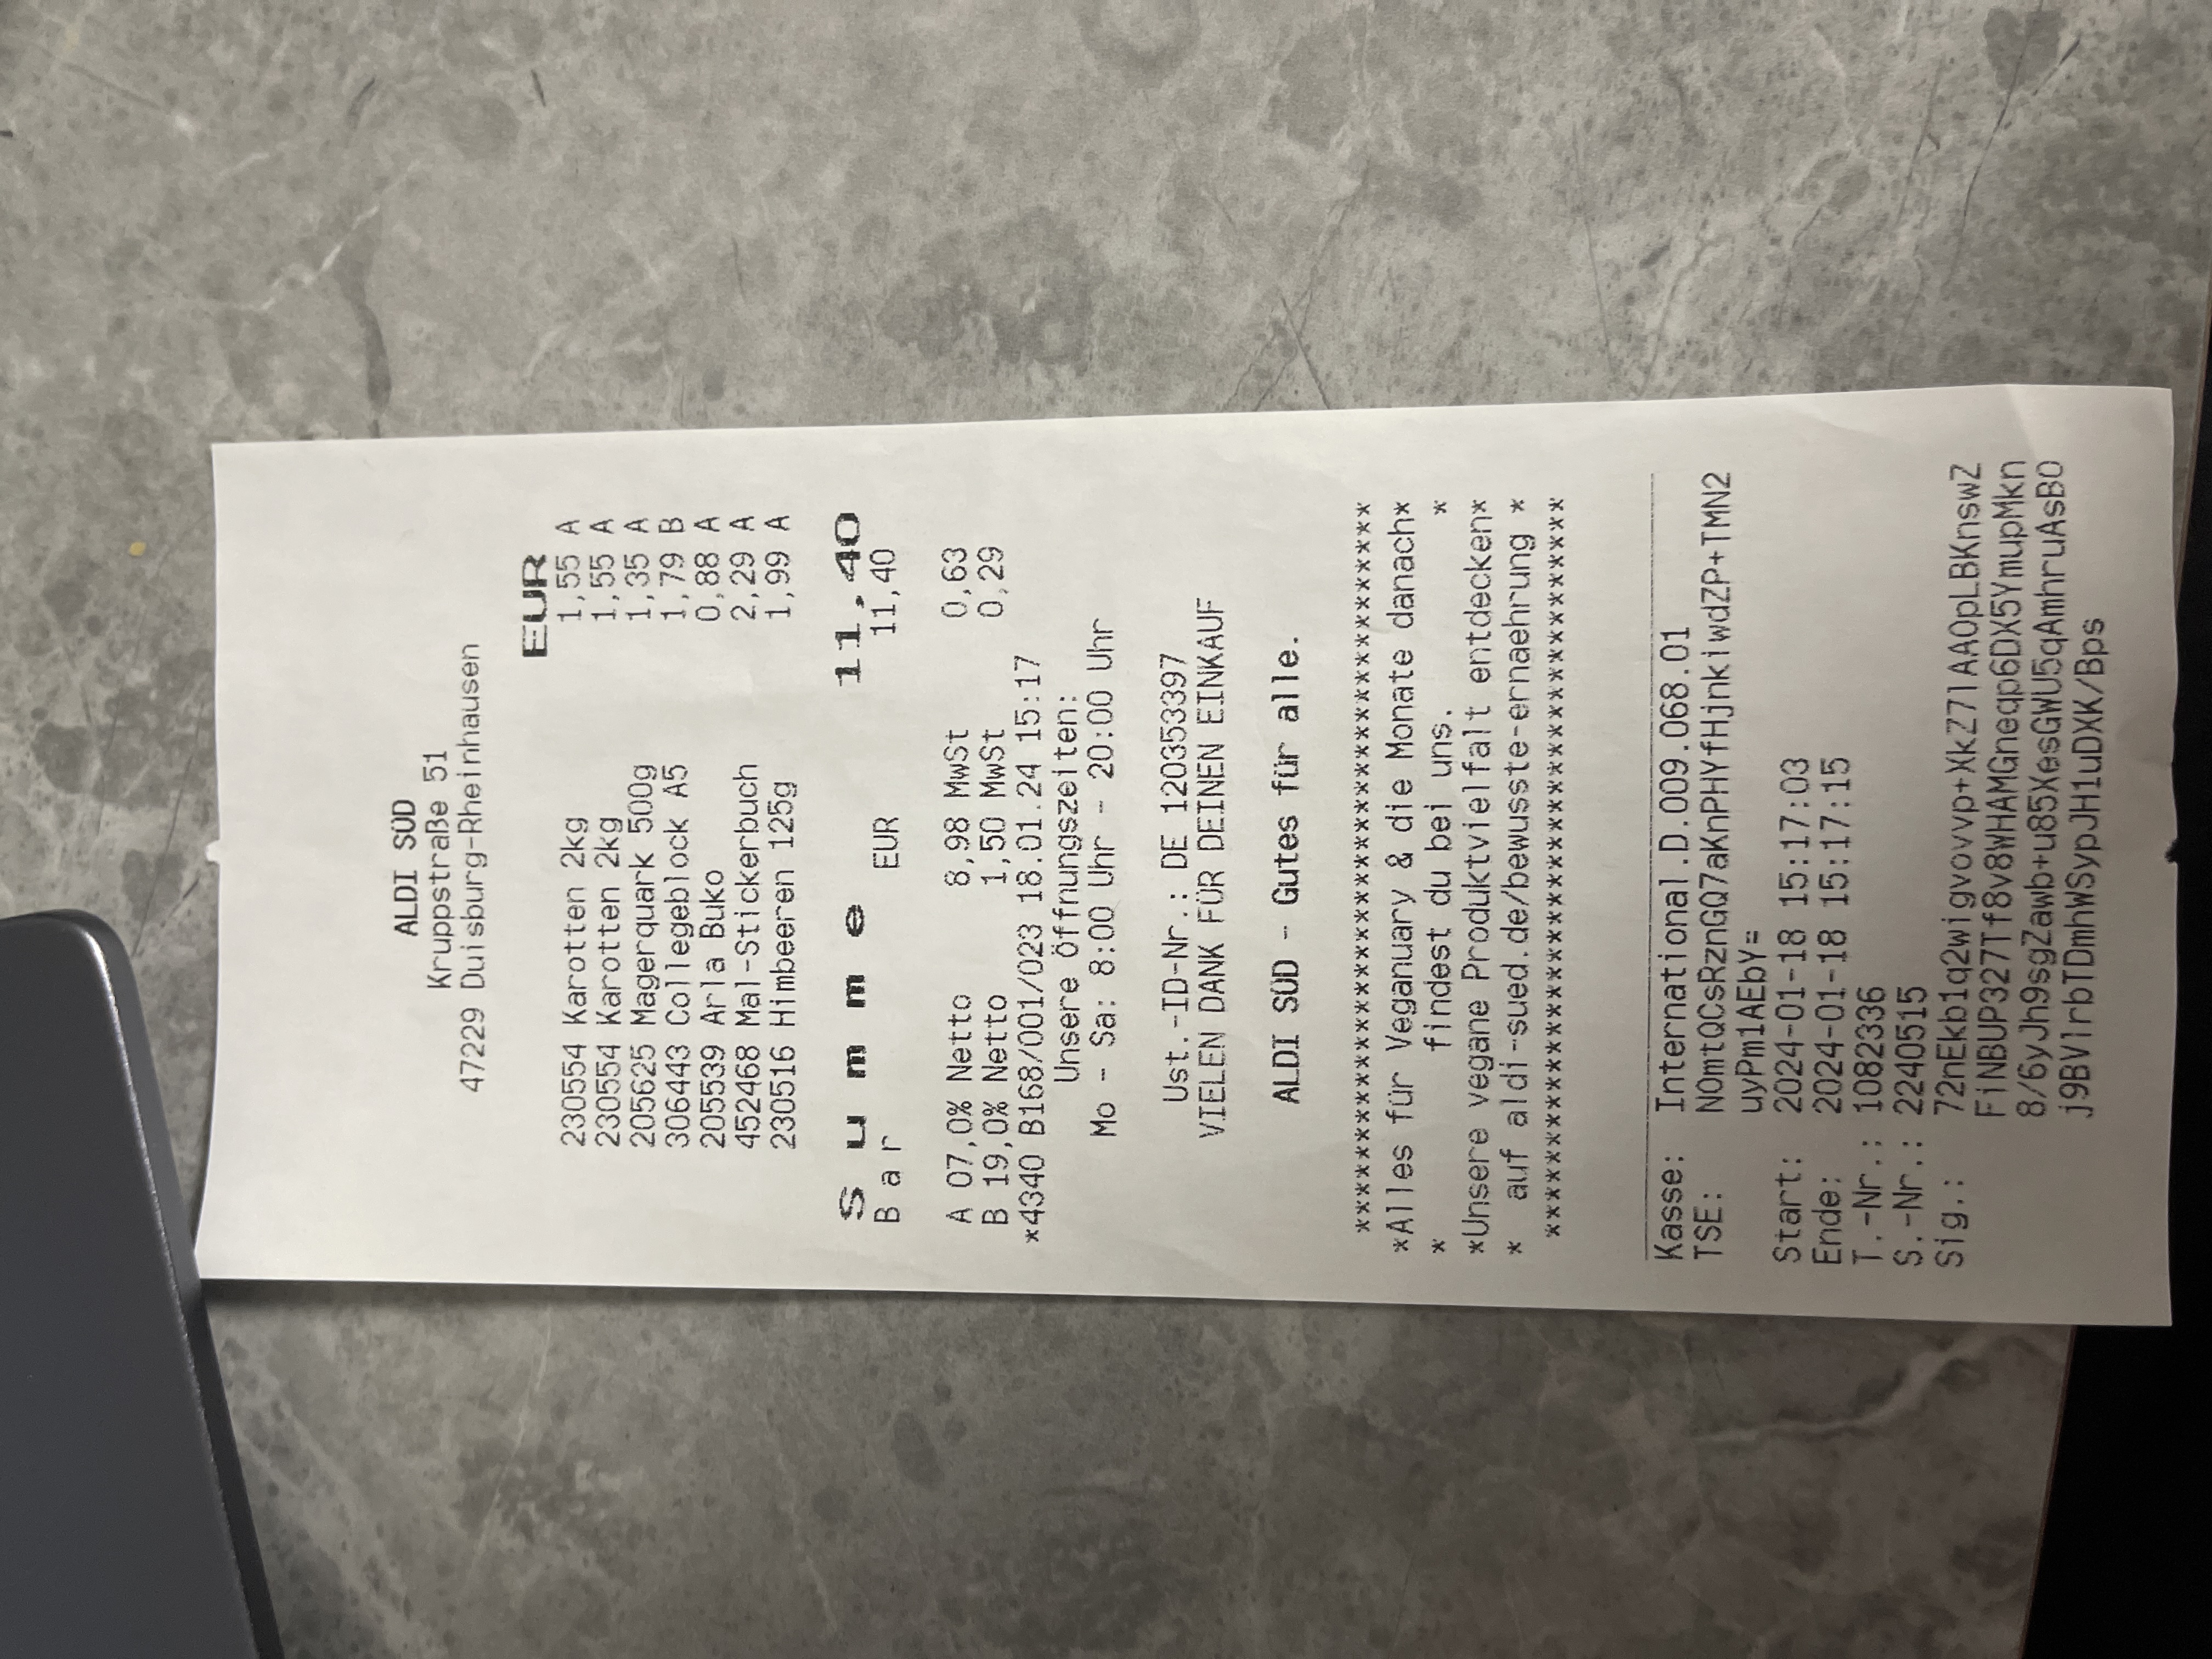 ALDI SÜD
Kruppstraße 51
47229 Duisburg-Rheinhausen
EUR
230554 Karotten 2kg 1,55 A
230554 Karotten 2kg 1,55 A
205625 Magerquark 500g 1,35 A
306443 Collegeblock A5 1,79 B
205539 Arla Buko 0,88 A
452468 Mal-Stickerbuch 2,29 A
230516 Himbeeren 125g 1,99 A
S u m m e 11,40
B a r EUR 11,40
A 07,0% Netto 8,98 MwSt 0,63
B 19,0% Netto 1,50 MwSt 0,29
*4340 B168/001/023 18.01.24 15:17
Unsere Öffnungszeiten:
Mo - Sa: 8:00 Uhr - 20:00 Uhr
Ust.-ID-Nr.: DE 120353397
VIELEN DANK FÜR DEINEN EINKAUF
ALDI SÜD - Gutes für alle.
****************************************
*Alles für Veganuary & die Monate danach*
* findest du bei uns. *
*Unsere vegane Produktvielfalt entdecken*
* auf aldi-sued.de/bewusste-ernaehrung *
****************************************
Kasse: International.D.009.068.01
TSE: NOmtQCsRznGQ7aKnPHYfHjnkiwdZP+TMN2
uyPm1AEbY=
Start: 2024-01-18 15:17:03
Ende: 2024-01-18 15:17:15
T.-Nr.: 1082336
S.-Nr.: 2240515
Sig.: 72nEkb1q2wigvovvp+XkZ7lAAOpLBKnswZ
FiNBUP327Tf8v8WHAMGneqp6DX5YmupMkn
8/6yJh9sgZawb+u85XesGWU5qAmhruAsBO
j9BVlrbTDmhWSypJH1uDXK/Bps